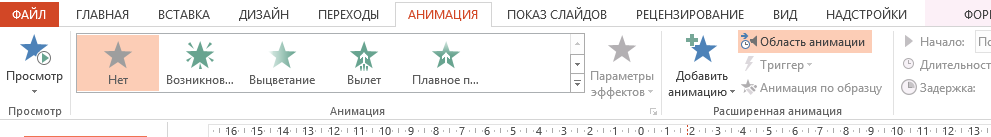 ФАЙЛ ГЛАВНАЯ ВСТАВКА ДИЗАЙН ПЕРЕХОДЫ АНИМАЦИЯ ПОКАЗ СЛАЙДОВ РЕЦЕНЗИРОВАНИЕ ВИД НАДСТРОЙКИ ФОР
Просмотр
Просмотр
Нет Возникнов... Выцветание Вылет Плавное п...
Параметры
эффектов
Анимация
Добавить
анимацию
Область анимации
Триггер
Анимация по образцу
Расширенная анимация
Начало: По
Длительност
Задержка:
16 15 14 13 12 11 10 9 8 7 6 5 4 3 2 1 0 1 2 3 4 5 6 7 8 9 10 11 12 13